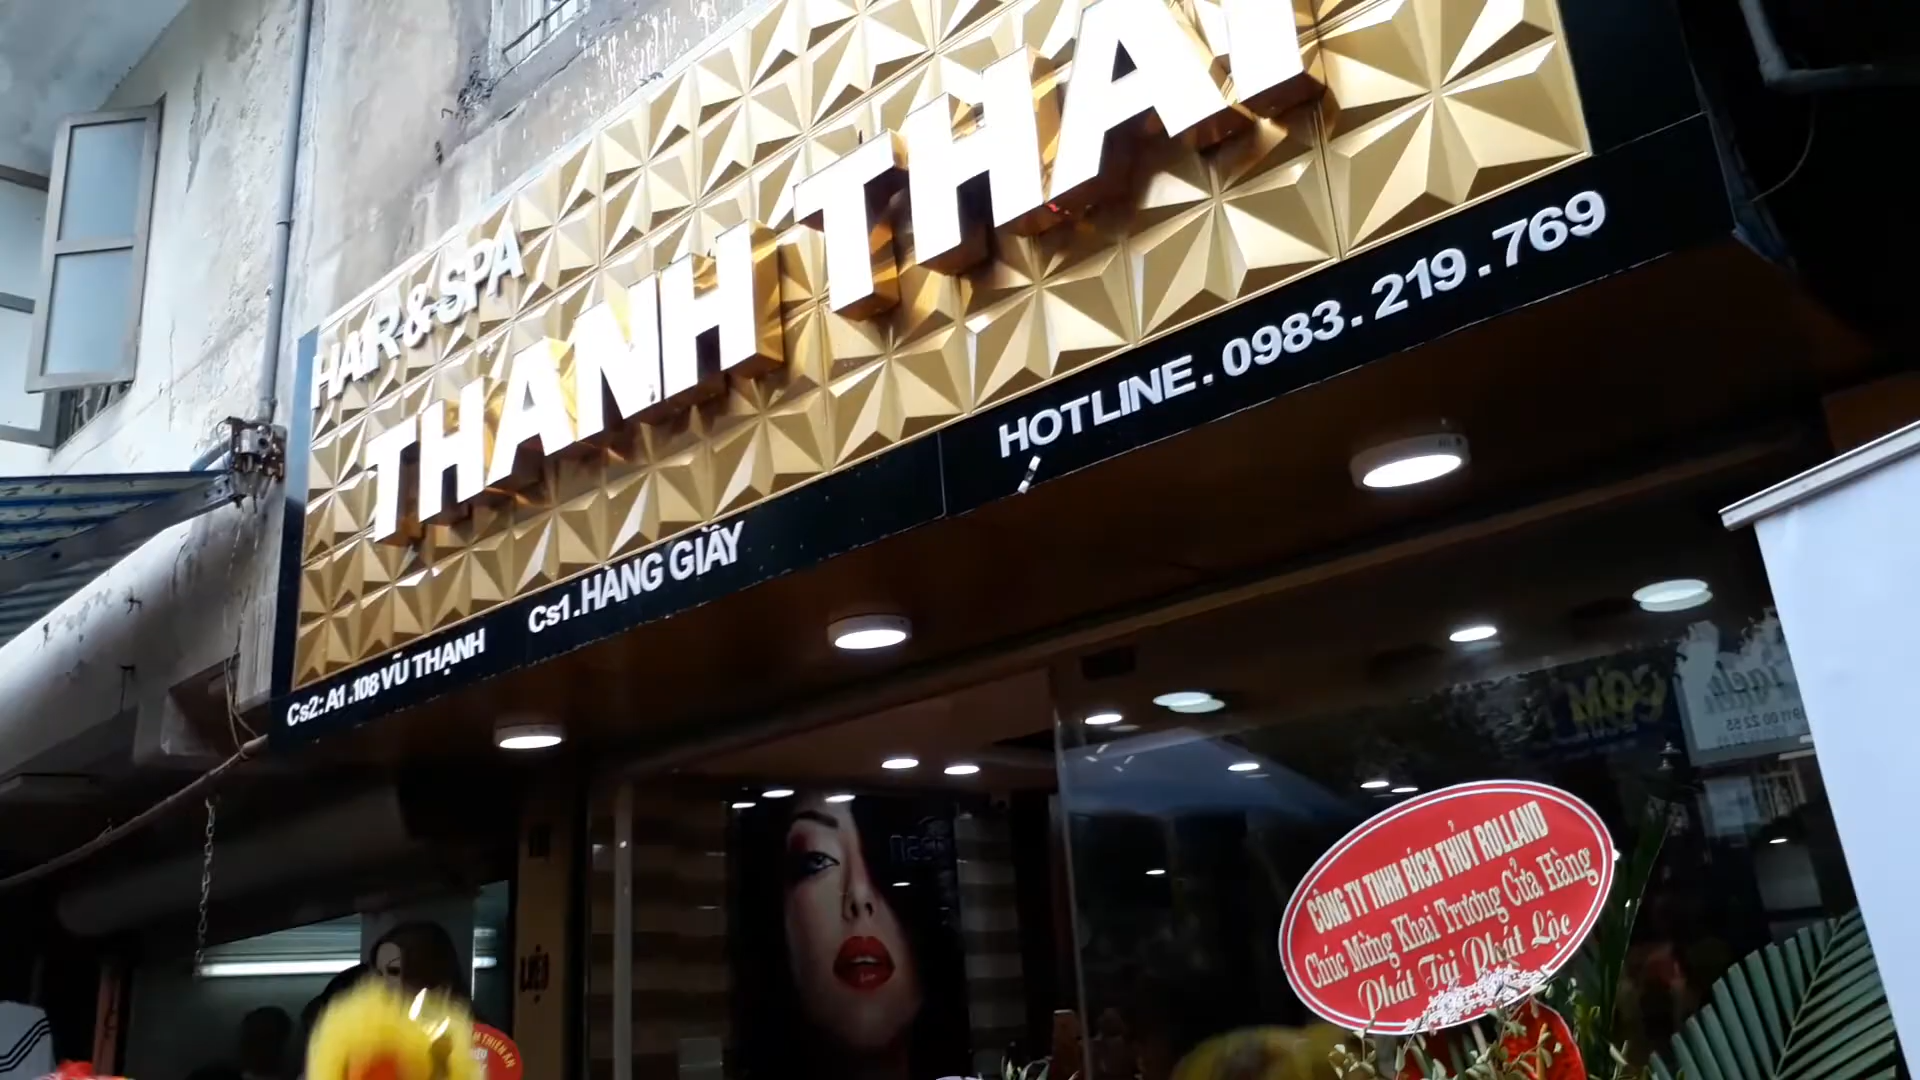 HAIR & SPA
THANH THAI
HOTLINE. 0983. 219 . 769
Cs2: A1 .108 VŨ THẠNH
Cs1 . HÀNG GIẦY
CÔNG TY TNHH BÍCH THỦY ROLLAND
Chúc Mừng Khai Trương Cửa Hàng
Phát Tài Phát Lộc